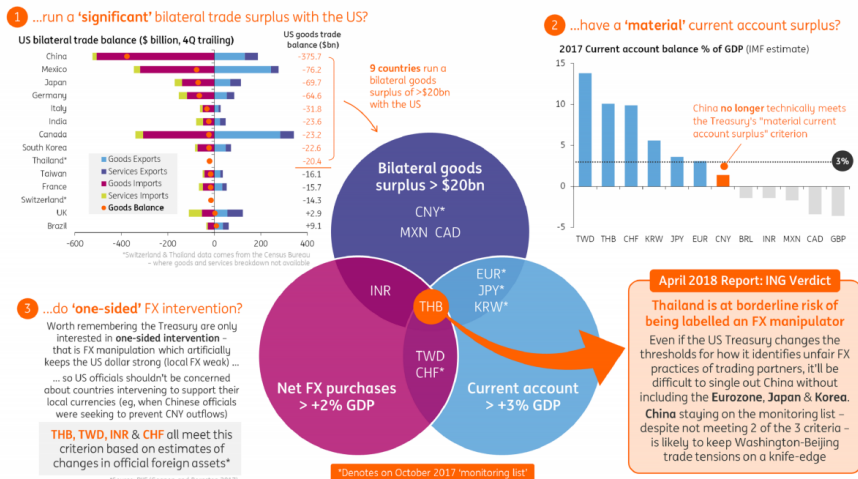 1 ...run a ‘significant’ bilateral trade surplus with the US?
US bilateral trade balance ($ billion, 4Q trailing)
US goods trade
balance ($bn)
China -375.7
Mexico -76.2
Japan -69.7
Germany -64.6
Italy -31.8
India -23.6
Canada -23.2
South Korea -22.6
Thailand* -20.4
Taiwan -16.1
France -15.7
Switzerland* -14.3
UK +2.9
Brazil +9.1
Goods Exports
Services Exports
Goods Imports
Services Imports
Goods Balance
-600 -400 -200 0 200 400
*Switzerland & Thailand data comes from the Census Bureau
– where goods and services breakdown not available
9 countries run a
bilateral goods
surplus of >$20bn
with the US
2 ...have a ‘material’ current account surplus?
2017 Current account balance % of GDP (IMF estimate)
15
10
5
0
-5
China no longer technically meets
the Treasury's "material current
account surplus" criterion
3%
TWD THB CHF KRW JPY EUR CNY BRL INR MXN CAD GBP
Bilateral goods
surplus > $20bn
CNY*
MXN CAD
INR
EUR*
JPY*
KRW*
THB
TWD
CHF*
Net FX purchases
> +2% GDP
Current account
> +3% GDP
*Denotes on October 2017 ‘monitoring list’
3 ...do ‘one-sided’ FX intervention?
Worth remembering the Treasury are only
interested in one-sided intervention –
that is FX manipulation which artificially
keeps the US dollar strong (local FX weak) ...
... so US officials shouldn't be concerned
about countries intervening to support their
local currencies (eg, when Chinese officials
were seeking to prevent CNY outflows)
THB, TWD, INR & CHF all meet this
criterion based on estimates of
changes in official foreign assets*
April 2018 Report: ING Verdict
Thailand is at borderline risk of
being labelled an FX manipulator
Even if the US Treasury changes the
thresholds for how it identifies unfair FX
practices of trading partners, it'll be
difficult to single out China without
including the Eurozone, Japan & Korea.
China staying on the monitoring list –
despite not meeting 2 of the 3 criteria –
is likely to keep Washington-Beijing
trade tensions on a knife-edge